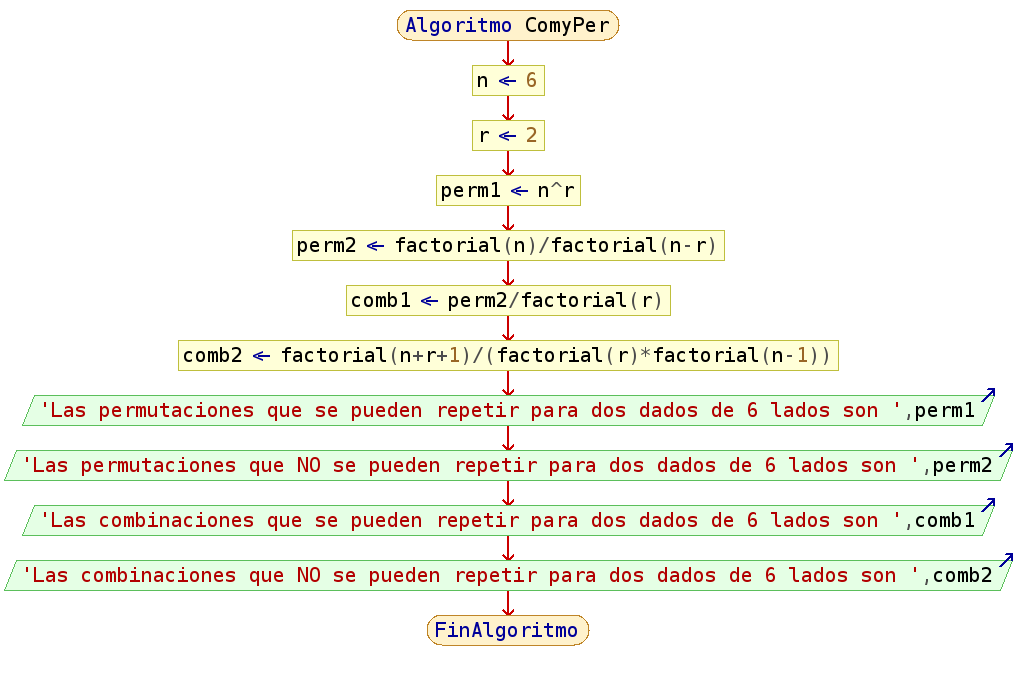 Algoritmo ComyPer
n ← 6
r ← 2
perm1 ← n^r
perm2 ← factorial(n)/factorial(n-r)
comb1 ← perm2/factorial(r)
comb2 ← factorial(n+r+1)/(factorial(r)*factorial(n-1))
'Las permutaciones que se pueden repetir para dos dados de 6 lados son ',perm1
'Las permutaciones que NO se pueden repetir para dos dados de 6 lados son ',perm2
'Las combinaciones que se pueden repetir para dos dados de 6 lados son ',comb1
'Las combinaciones que NO se pueden repetir para dos dados de 6 lados son ',comb2
FinAlgoritmo